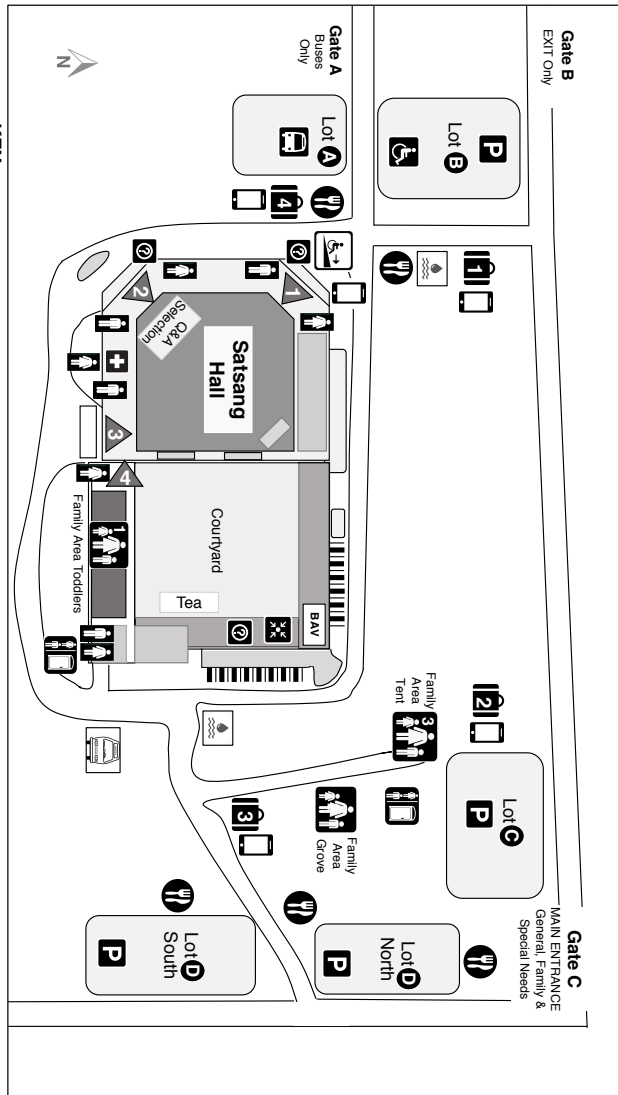 Gate B
EXIT Only
Gate A
Buses
Only
Lot B
P
Lot A
N
4
1
1
2
Q&A
Selection
Satsang
Hall
3
4
Courtyard
Family Area Toddlers
1
Tea
BAV
2
3
Family
Area
Tent
Lot C
P
3
Family
Area
Grove
Gate C
MAIN ENTRANCE
General, Family &
Special Needs
Lot D
North
P
Lot D
South
P